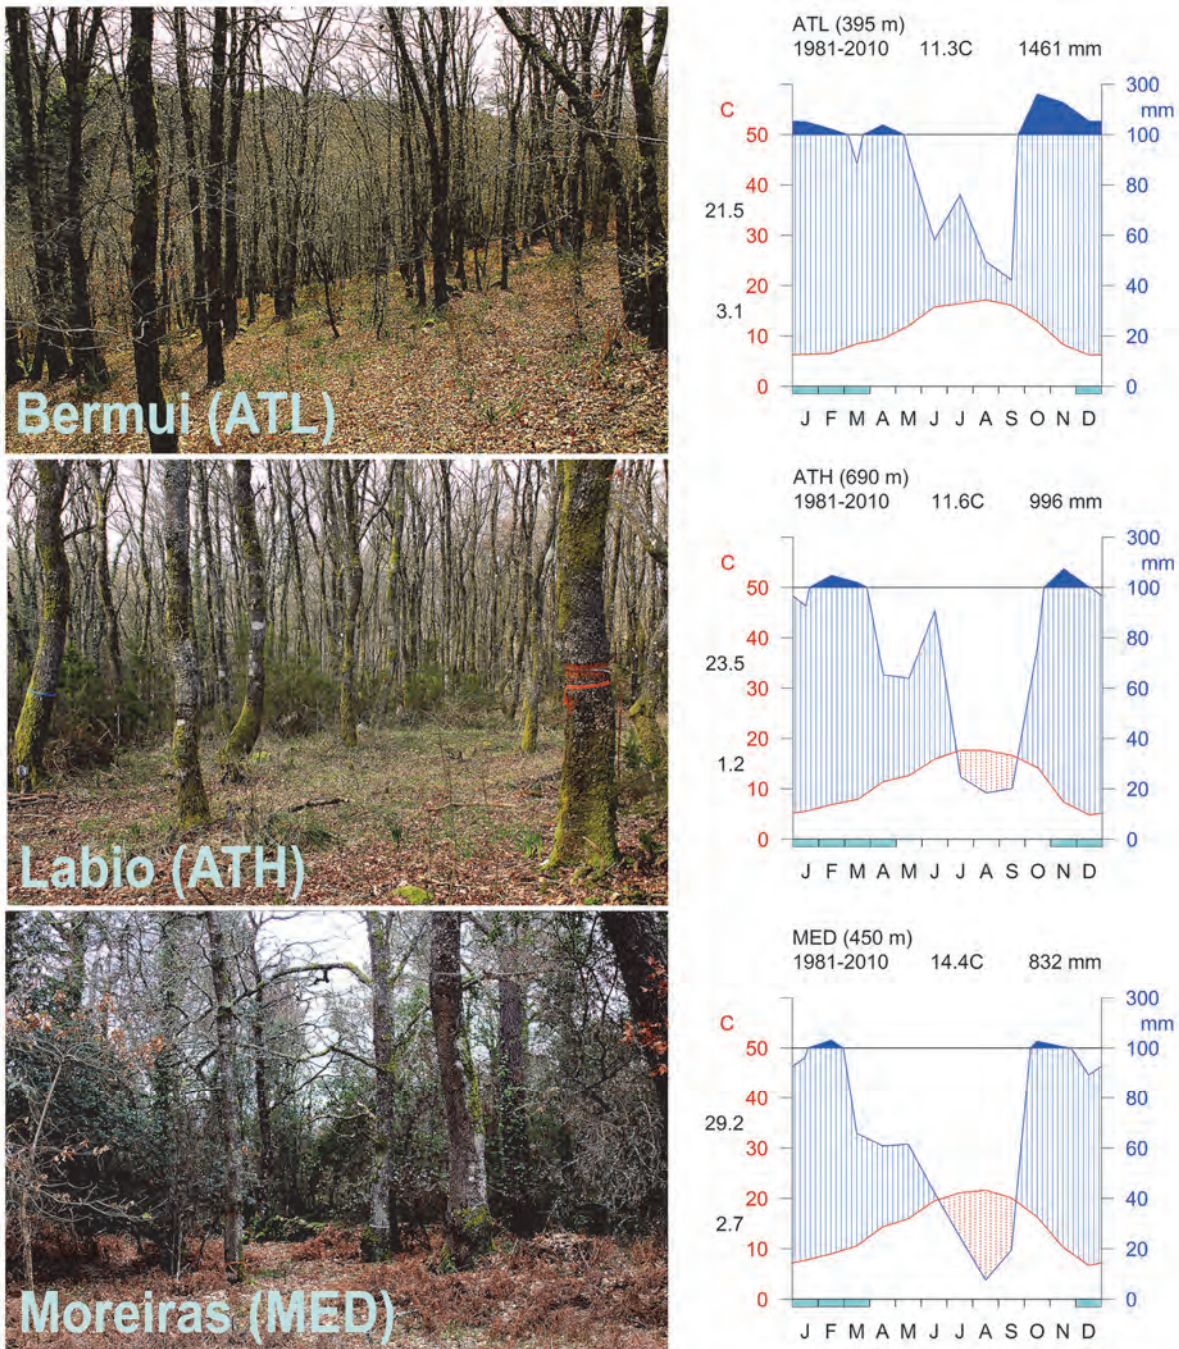 ATL (395 m)
1981-2010 11.3C 1461 mm
C
300
mm
50
100
40
80
21.5
30
60
20
40
3.1
10
20
0
0
J F M A M J J A S O N D
Bermui (ATL)
ATH (690 m)
1981-2010 11.6C 996 mm
C
300
mm
50
100
40
80
23.5
30
60
20
40
1.2
10
20
0
0
J F M A M J J A S O N D
Labio (ATH)
MED (450 m)
1981-2010 14.4C 832 mm
C
300
mm
50
100
40
80
29.2
30
60
20
40
2.7
10
20
0
0
J F M A M J J A S O N D
Moreiras (MED)